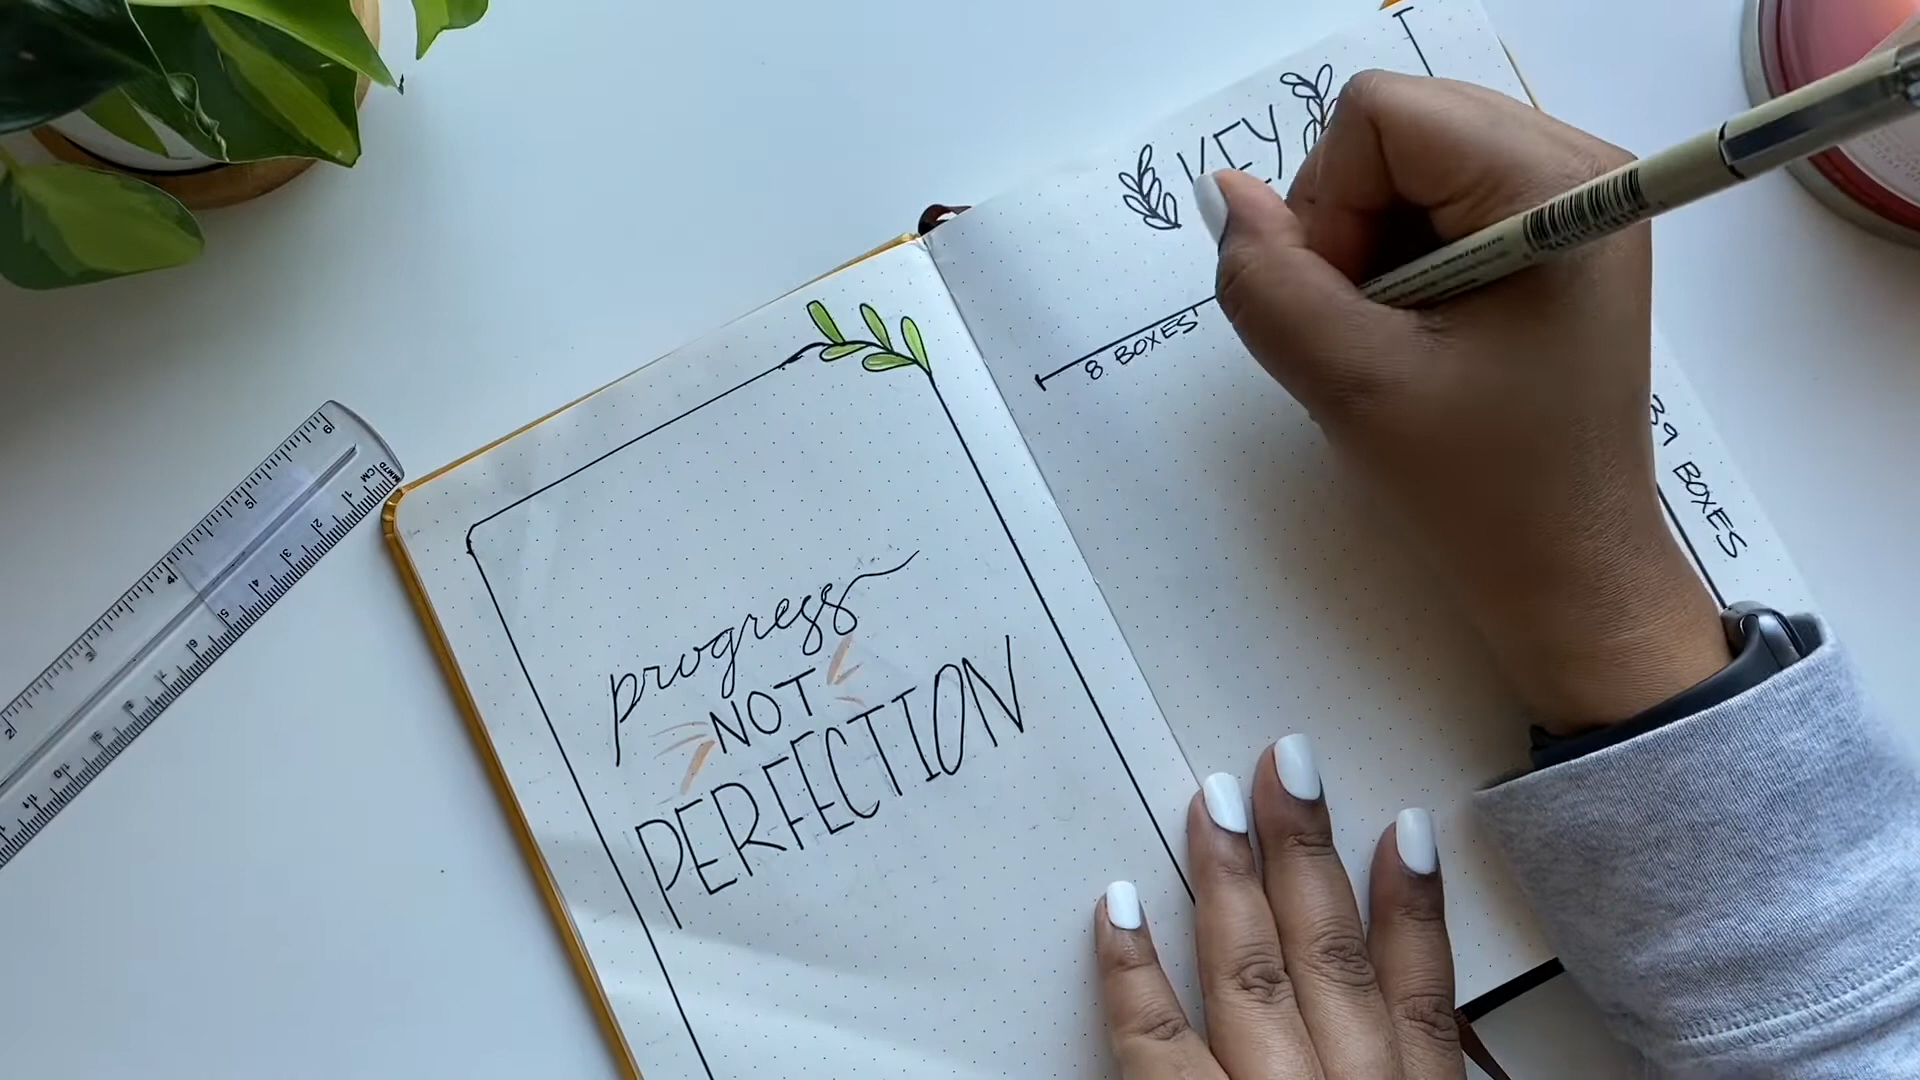 progress
NOT
PERFECTION
KEY
8 BOXES
39 BOXES